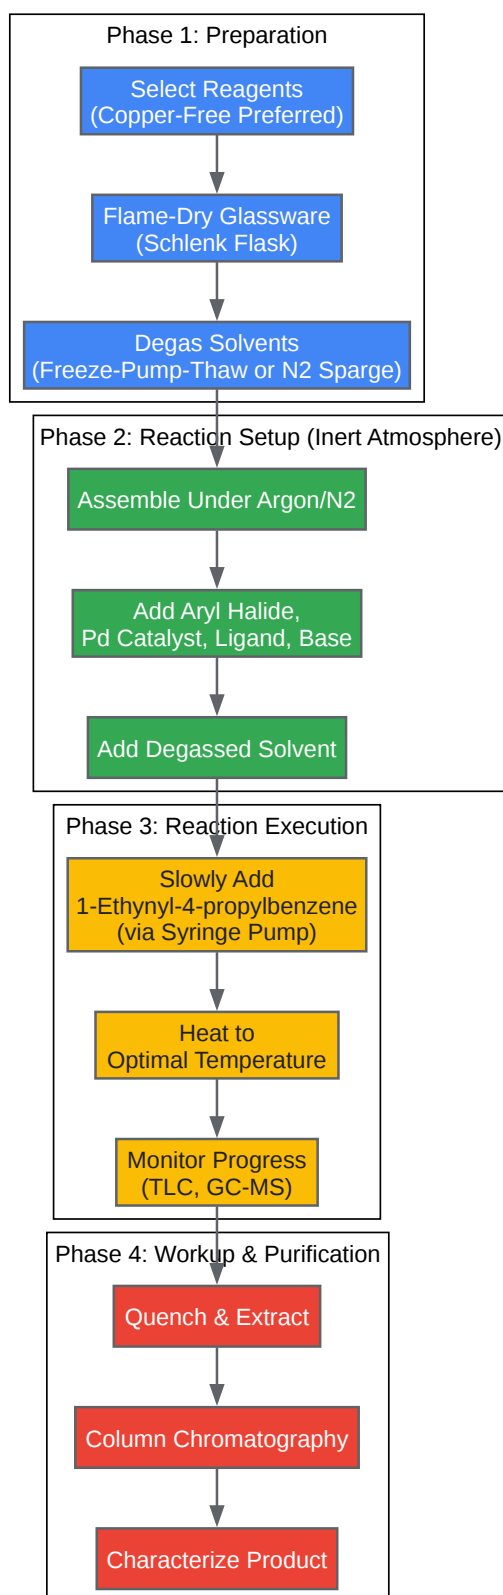 Phase 1: Preparation
Select Reagents
(Copper-Free Preferred)
Flame-Dry Glassware
(Schlenk Flask)
Degas Solvents
(Freeze-Pump-Thaw or N2 Sparge)
Phase 2: Reaction Setup (Inert Atmosphere)
Assemble Under Argon/N2
Add Aryl Halide,
Pd Catalyst, Ligand, Base
Add Degassed Solvent
Phase 3: Reaction Execution
Slowly Add
1-Ethynyl-4-propylbenzene
(via Syringe Pump)
Heat to
Optimal Temperature
Monitor Progress
(TLC, GC-MS)
Phase 4: Workup & Purification
Quench & Extract
Column Chromatography
Characterize Product